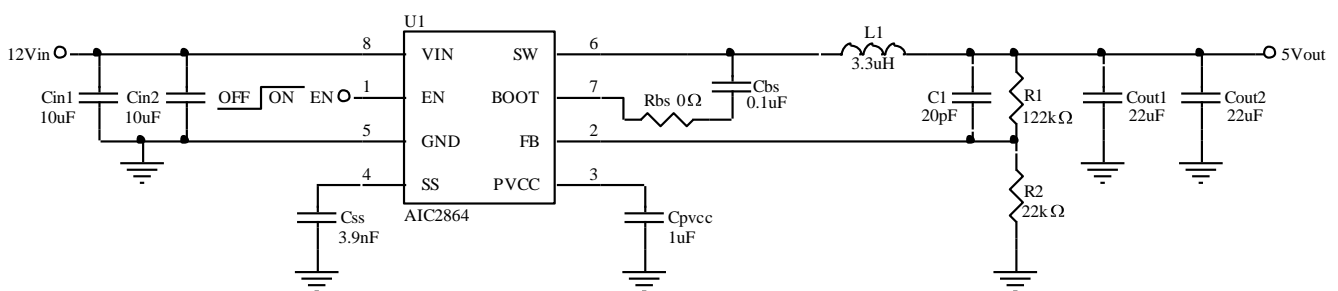 U1
12Vin
8
VIN
SW
6
L1
3.3uH
5Vout
Cin1
10uF
Cin2
10uF
OFF
ON
EN
1
EN
BOOT
7
Rbs 0Ω
Cbs
0.1uF
C1
20pF
R1
122kΩ
Cout1
22uF
Cout2
22uF
5
GND
FB
2
4
SS
PVCC
3
R2
22kΩ
Css
3.9nF
AIC2864
Cpvcc
1uF